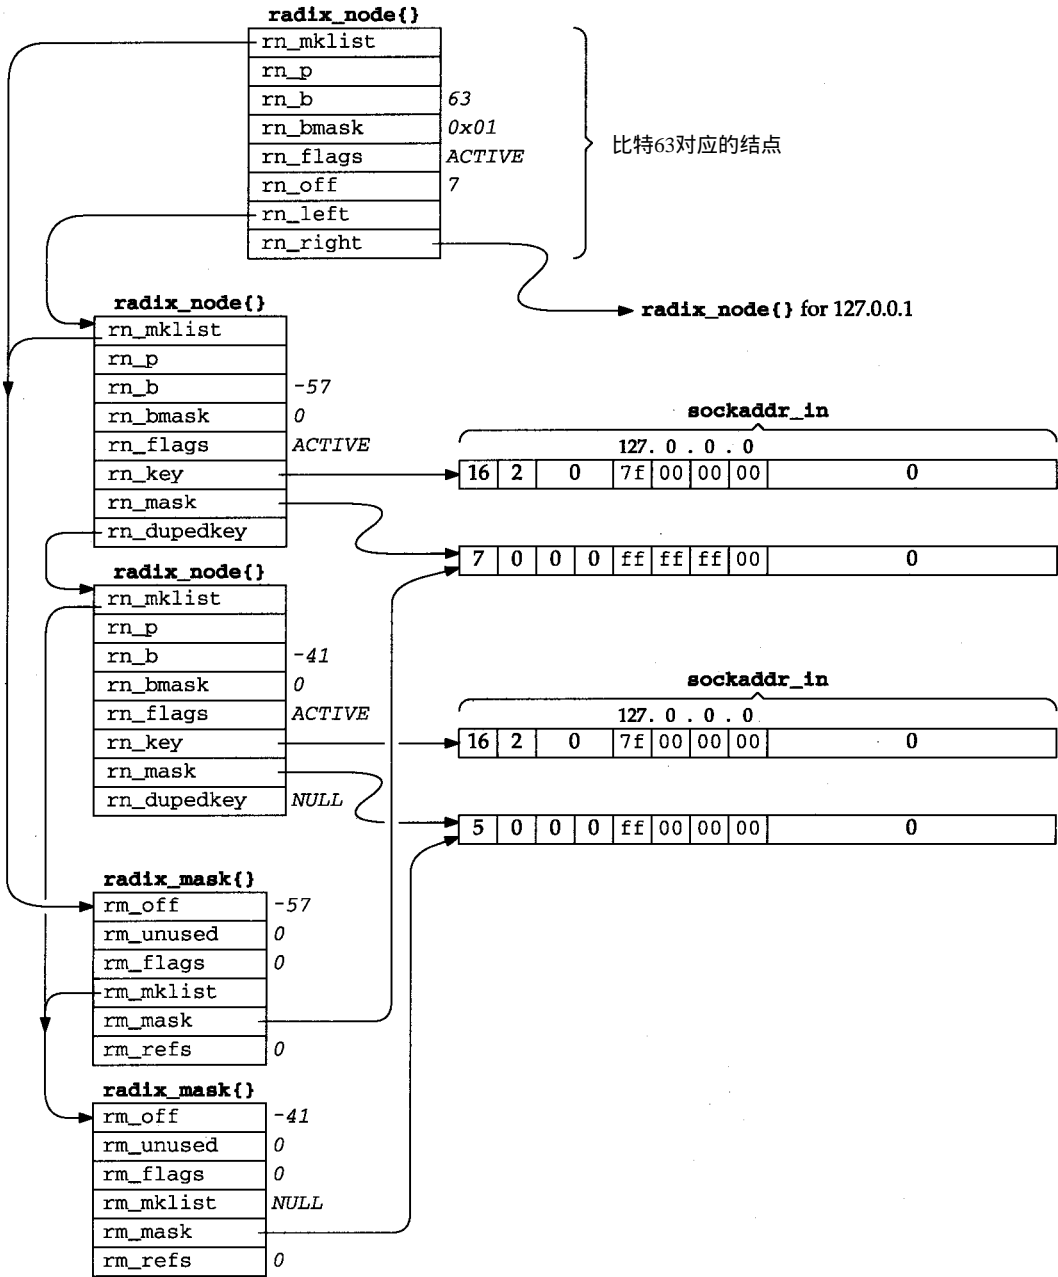 radix_node{}
rn_mklist
rn_p
rn_b 63
rn_bmask 0x01
rn_flags ACTIVE
rn_off 7
rn_left
rn_right
比特63对应的结点
radix_node{} for 127.0.0.1
radix_node{}
rn_mklist
rn_p
rn_b -57
rn_bmask 0
rn_flags ACTIVE
rn_key
rn_mask
rn_dupedkey
sockaddr_in
127. 0 . 0 . 0
16 2 0 7f 00 00 00 0
7 0 0 0 ff ff ff 00 0
radix_node{}
rn_mklist
rn_p
rn_b -41
rn_bmask 0
rn_flags ACTIVE
rn_key
rn_mask
rn_dupedkey NULL
sockaddr_in
127. 0 . 0 . 0
16 2 0 7f 00 00 00 0
5 0 0 0 ff 00 00 00 0
radix_mask{}
rm_off -57
rm_unused 0
rm_flags 0
rm_mklist
rm_mask
rm_refs 0
radix_mask{}
rm_off -41
rm_unused 0
rm_flags 0
rm_mklist NULL
rm_mask
rm_refs 0